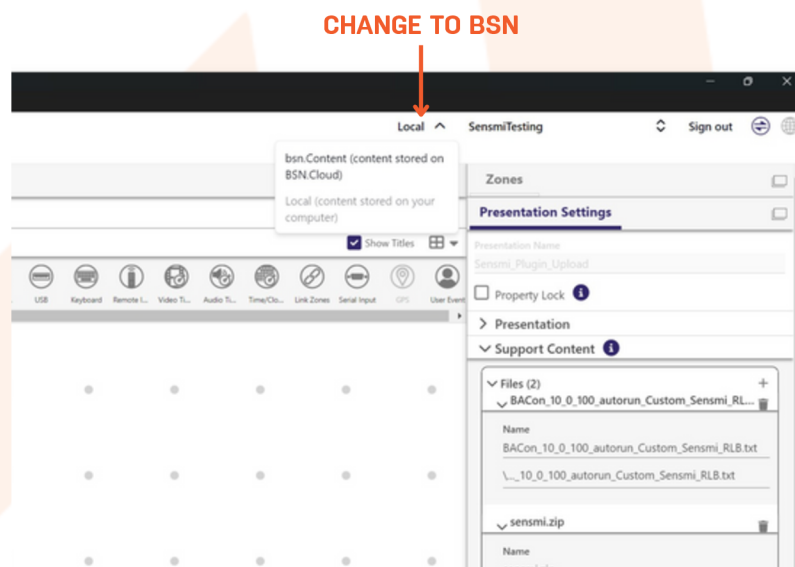 CHANGE TO BSN
Local
SensmiTesting
Sign out
bsn.Content (content stored on
BSN.Cloud)
Local (content stored on your
computer)
Zones
Presentation Settings
Show Titles
Presentation Name
Sensmi_Plugin_Upload
USB
Keyboard
Remote I...
Video Ti...
Audio Ti...
Time/Clo...
Link Zones
Serial Input
GPS
User Event
Property Lock
Presentation
Support Content
Files (2)
BACon_10_0_100_autorun_Custom_Sensmi_RL...
Name
BACon_10_0_100_autorun_Custom_Sensmi_RLB.txt
\..._10_0_100_autorun_Custom_Sensmi_RLB.txt
sensmi.zip
Name